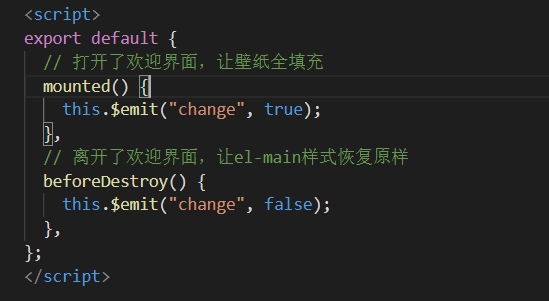 <script>
export default {
// 打开了欢迎界面，让壁纸全填充
mounted() {
this.$emit("change", true);
},
// 离开了欢迎界面，让el-main样式恢复原样
beforeDestroy() {
this.$emit("change", false);
},
};
</script>